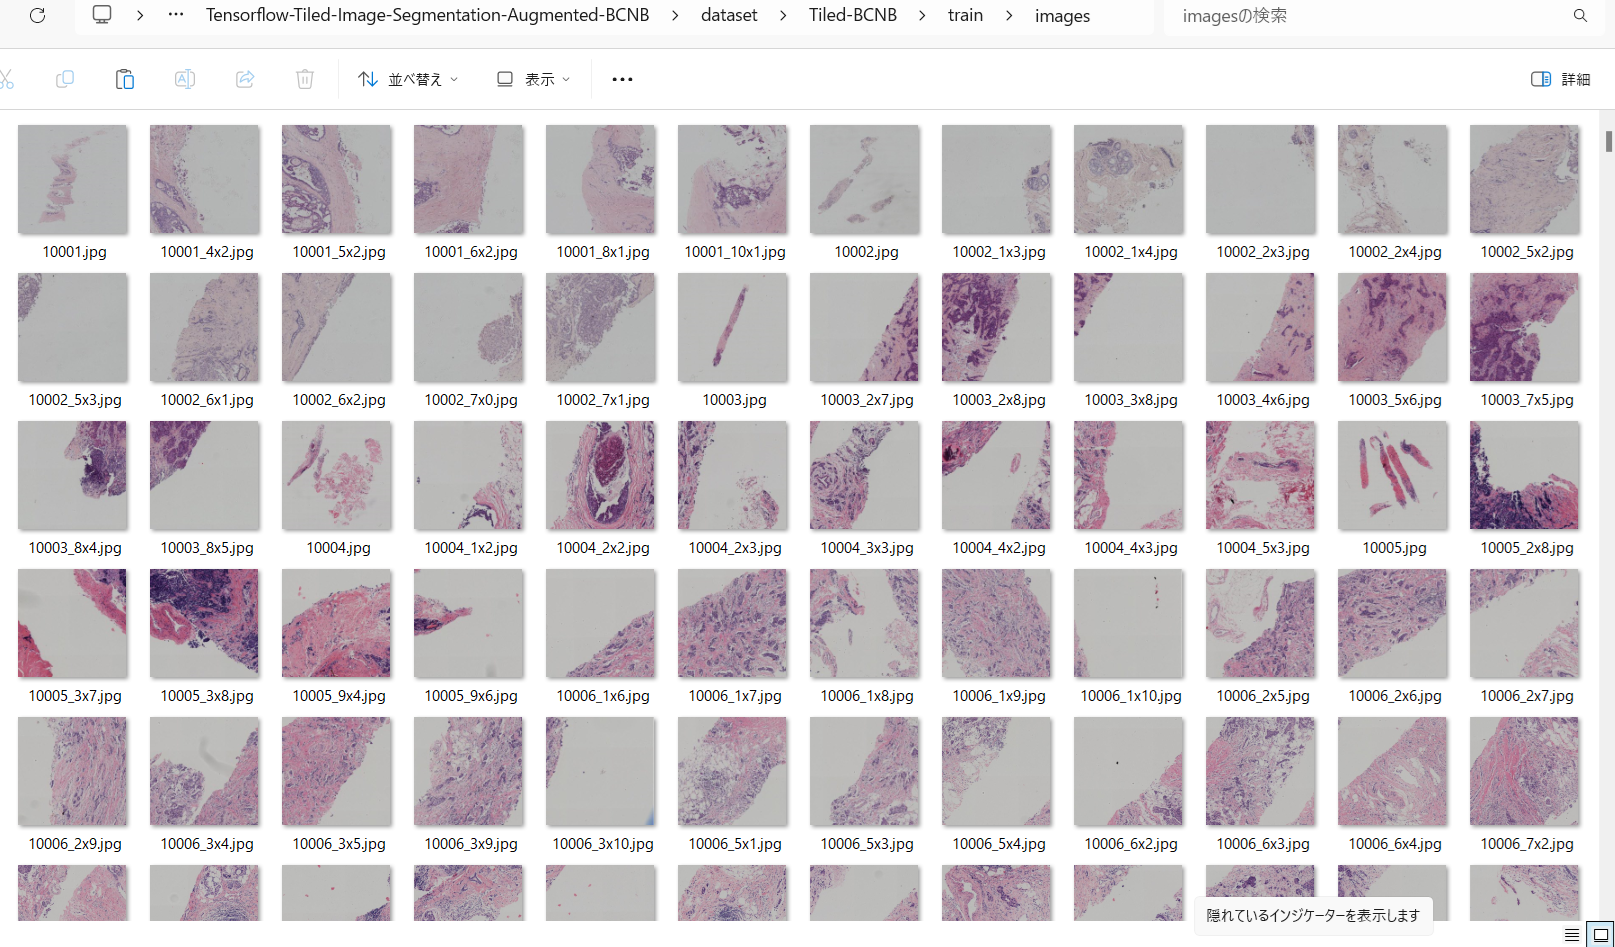 Tensorflow-Tiled-Image-Segmentation-Augmented-BCNB > dataset > Tiled-BCNB > train > images
imagesの検索
並べ替え 表示 詳細
10001.jpg 10001_4x2.jpg 10001_5x2.jpg 10001_6x2.jpg 10001_8x1.jpg 10001_10x1.jpg 10002.jpg 10002_1x3.jpg 10002_1x4.jpg 10002_2x3.jpg 10002_2x4.jpg 10002_5x2.jpg
10002_5x3.jpg 10002_6x1.jpg 10002_6x2.jpg 10002_7x0.jpg 10002_7x1.jpg 10003.jpg 10003_2x7.jpg 10003_2x8.jpg 10003_3x8.jpg 10003_4x6.jpg 10003_5x6.jpg 10003_7x5.jpg
10003_8x4.jpg 10003_8x5.jpg 10004.jpg 10004_1x2.jpg 10004_2x2.jpg 10004_2x3.jpg 10004_3x3.jpg 10004_4x2.jpg 10004_4x3.jpg 10004_5x3.jpg 10005.jpg 10005_2x8.jpg
10005_3x7.jpg 10005_3x8.jpg 10005_9x4.jpg 10005_9x6.jpg 10006_1x6.jpg 10006_1x7.jpg 10006_1x8.jpg 10006_1x9.jpg 10006_1x10.jpg 10006_2x5.jpg 10006_2x6.jpg 10006_2x7.jpg
10006_2x9.jpg 10006_3x4.jpg 10006_3x5.jpg 10006_3x9.jpg 10006_3x10.jpg 10006_5x1.jpg 10006_5x3.jpg 10006_5x4.jpg 10006_6x2.jpg 10006_6x3.jpg 10006_6x4.jpg 10006_7x2.jpg
隠れているインジケーターを表示します